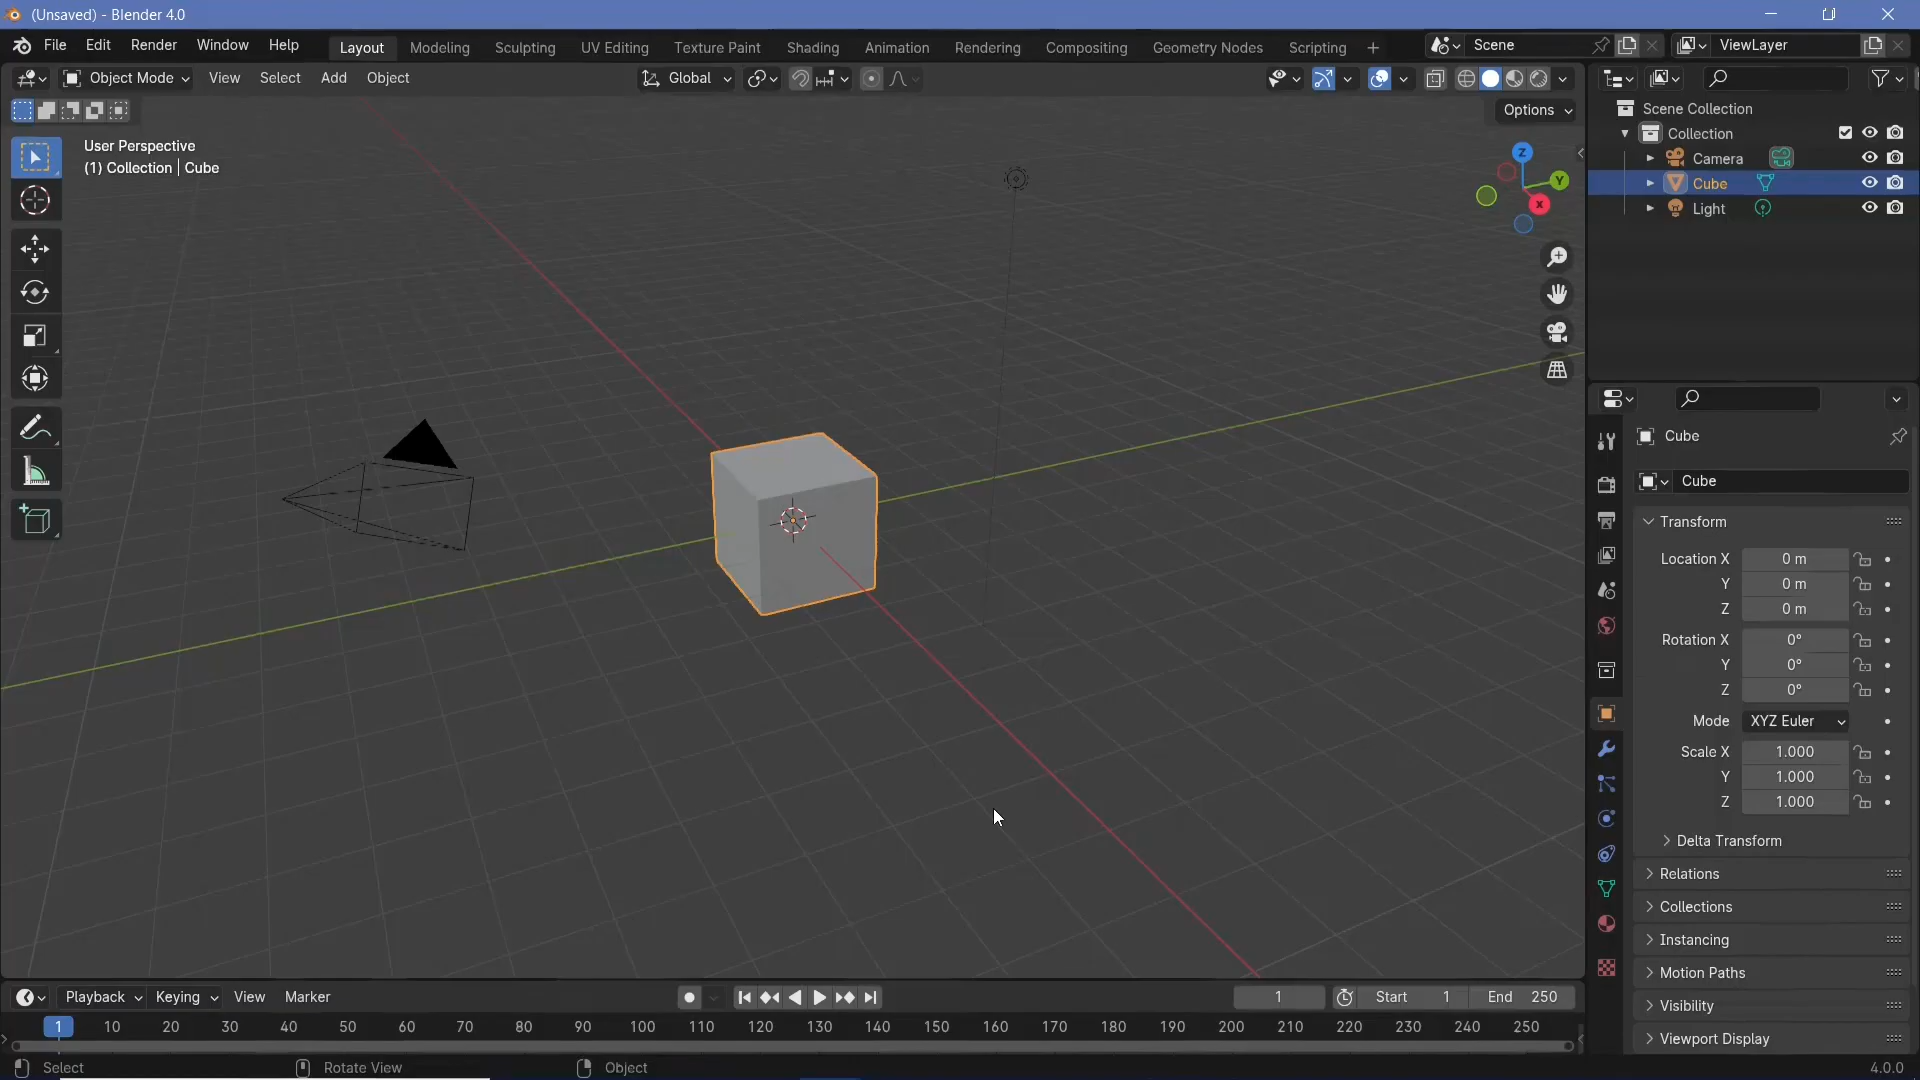 (Unsaved) - Blender 4.0
File Edit Render Window Help Layout Modeling Sculpting UV Editing Texture Paint Shading Animation Rendering Compositing Geometry Nodes Scripting + Scene ViewLayer
Object Mode View Select Add Object Global
Options
User Perspective
(1) Collection | Cube
Z
Y
X
Scene Collection
Collection
Camera
Cube
Light
Cube
Cube
Transform
Location X 0 m
Y 0 m
Z 0 m
Rotation X 0°
Y 0°
Z 0°
Mode XYZ Euler
Scale X 1.000
Y 1.000
Z 1.000
Delta Transform
Relations
Collections
Instancing
Motion Paths
Visibility
Viewport Display
Playback Keying View Marker 1 Start 1 End 250
1 10 20 30 40 50 60 70 80 90 100 110 120 130 140 150 160 170 180 190 200 210 220 230 240 250
Select Rotate View Object 4.0.0